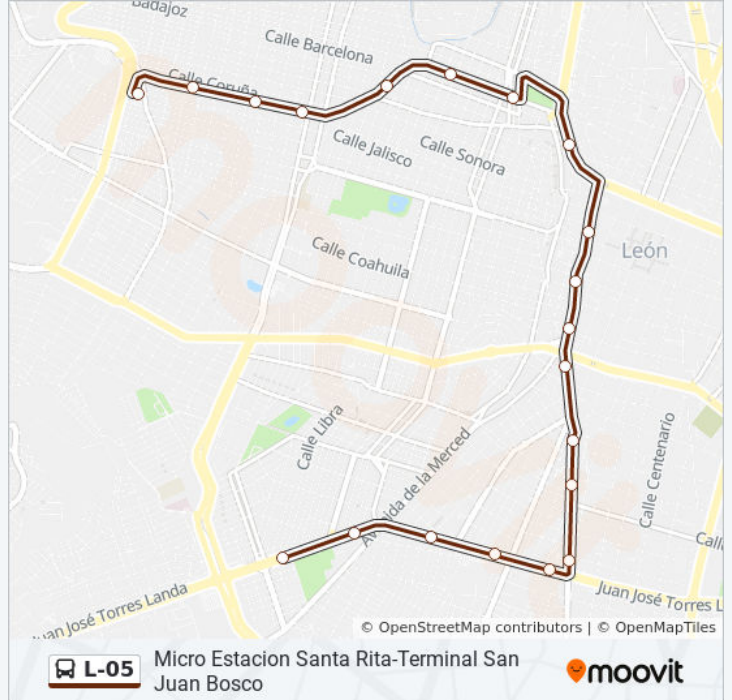 Badajoz
Calle Barcelona
Calle Coruña
Calle Jalisco
Calle Sonora
León
Calle Coahuila
Calle Libra
Avenida de la Merced
Calle Centenario
Calle
Juan José Torres Landa
Juan José Torres L
© OpenStreetMap contributors | © OpenMapTiles
L-05
Micro Estacion Santa Rita-Terminal San
Juan Bosco
moovit